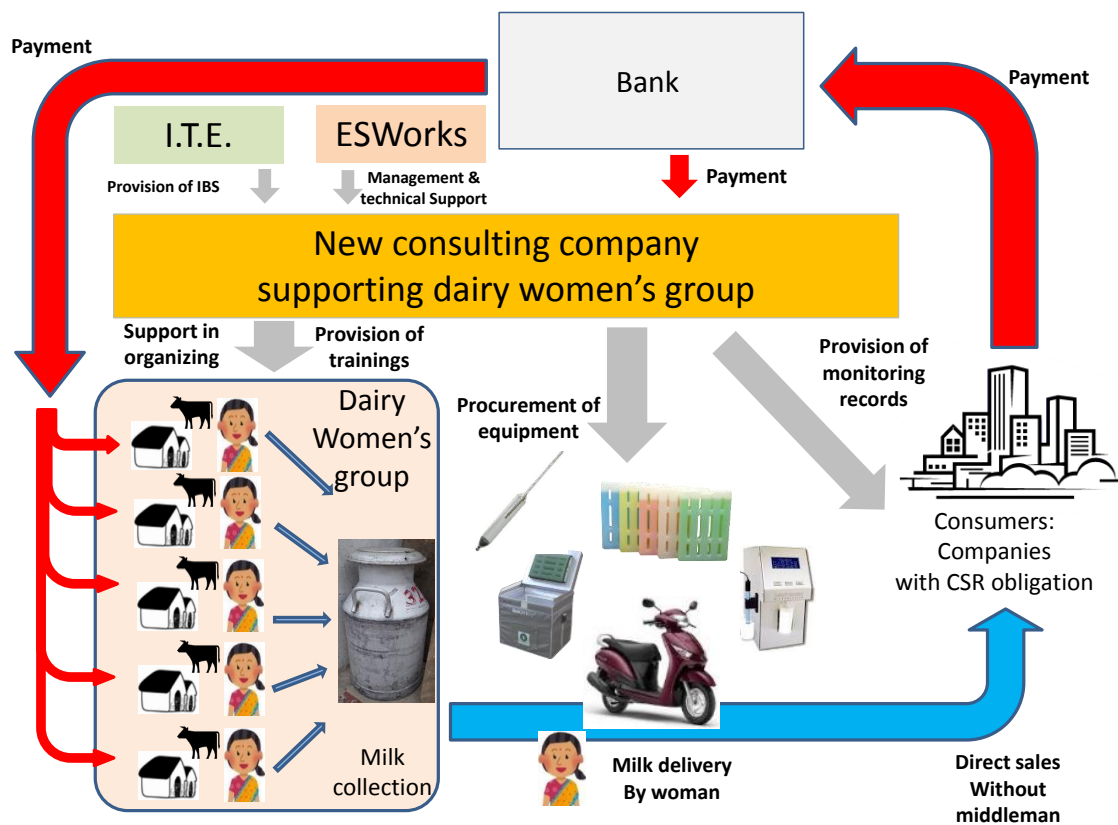 Payment
Bank
Payment
I.T.E.
ESWorks
Provision of IBS
Management &
technical Support
Payment
New consulting company
supporting dairy women’s group
Support in
organizing
Provision of
trainings
Provision of
monitoring
records
Dairy
Women’s
group
Procurement of
equipment
Consumers:
Companies
with CSR obligation
Milk
collection
Milk delivery
By woman
Direct sales
Without
middleman